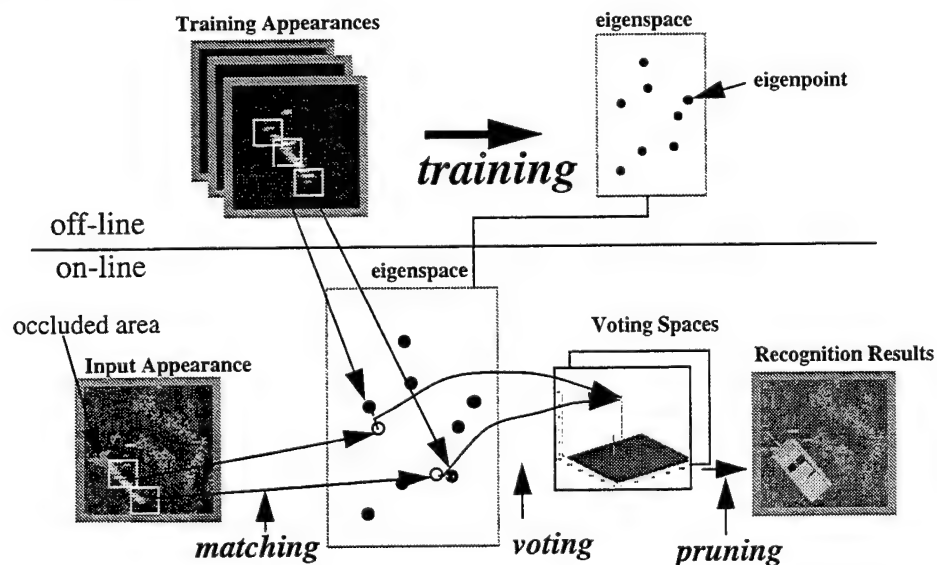 Training Appearances
eigenspace
eigenpoint
training
off-line
on-line
eigenspace
occluded area
Input Appearance
Voting Spaces
Recognition Results
matching
voting
pruning